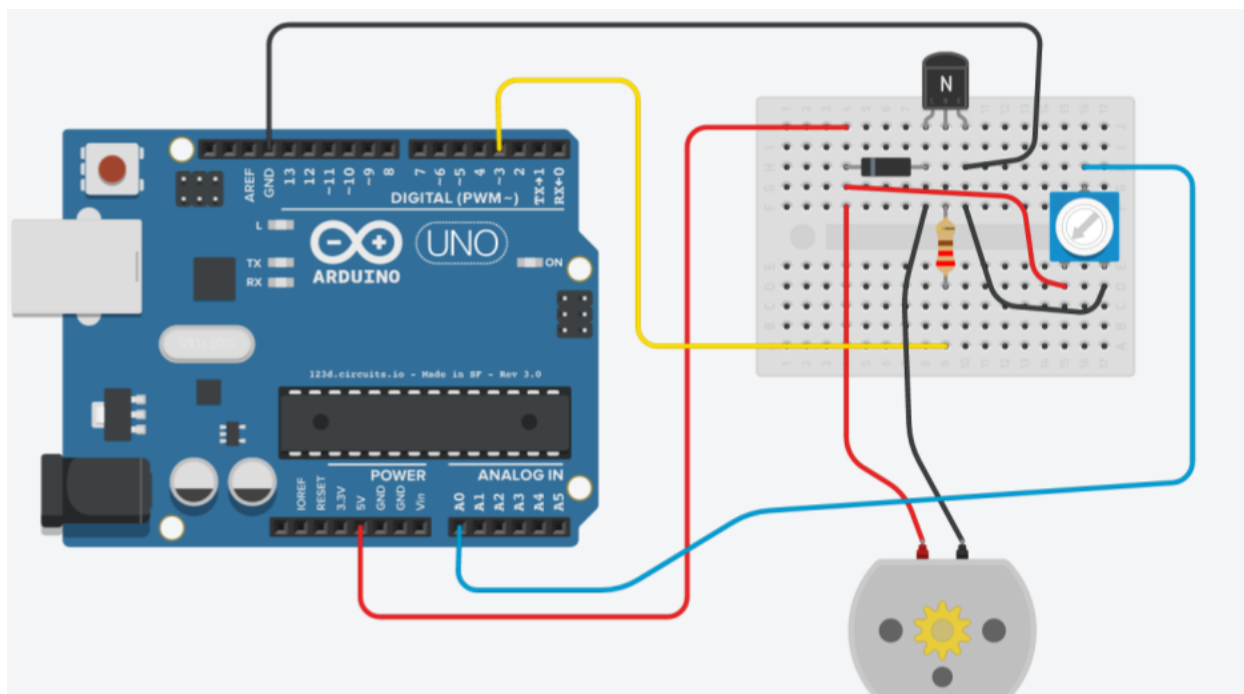 N
AREF
GND
13
12
~11
~10
~9
8
7
~6
~5
4
~3
2
TX→1
RX←0
DIGITAL (PWM~)
L
TX
RX
ARDUINO
UNO
ON
123d.circuits.io - Made in SF - Rev 3.0
POWER
ANALOG IN
IOREF
RESET
3.3V
5V
GND
GND
Vin
A0
A1
A2
A3
A4
A5